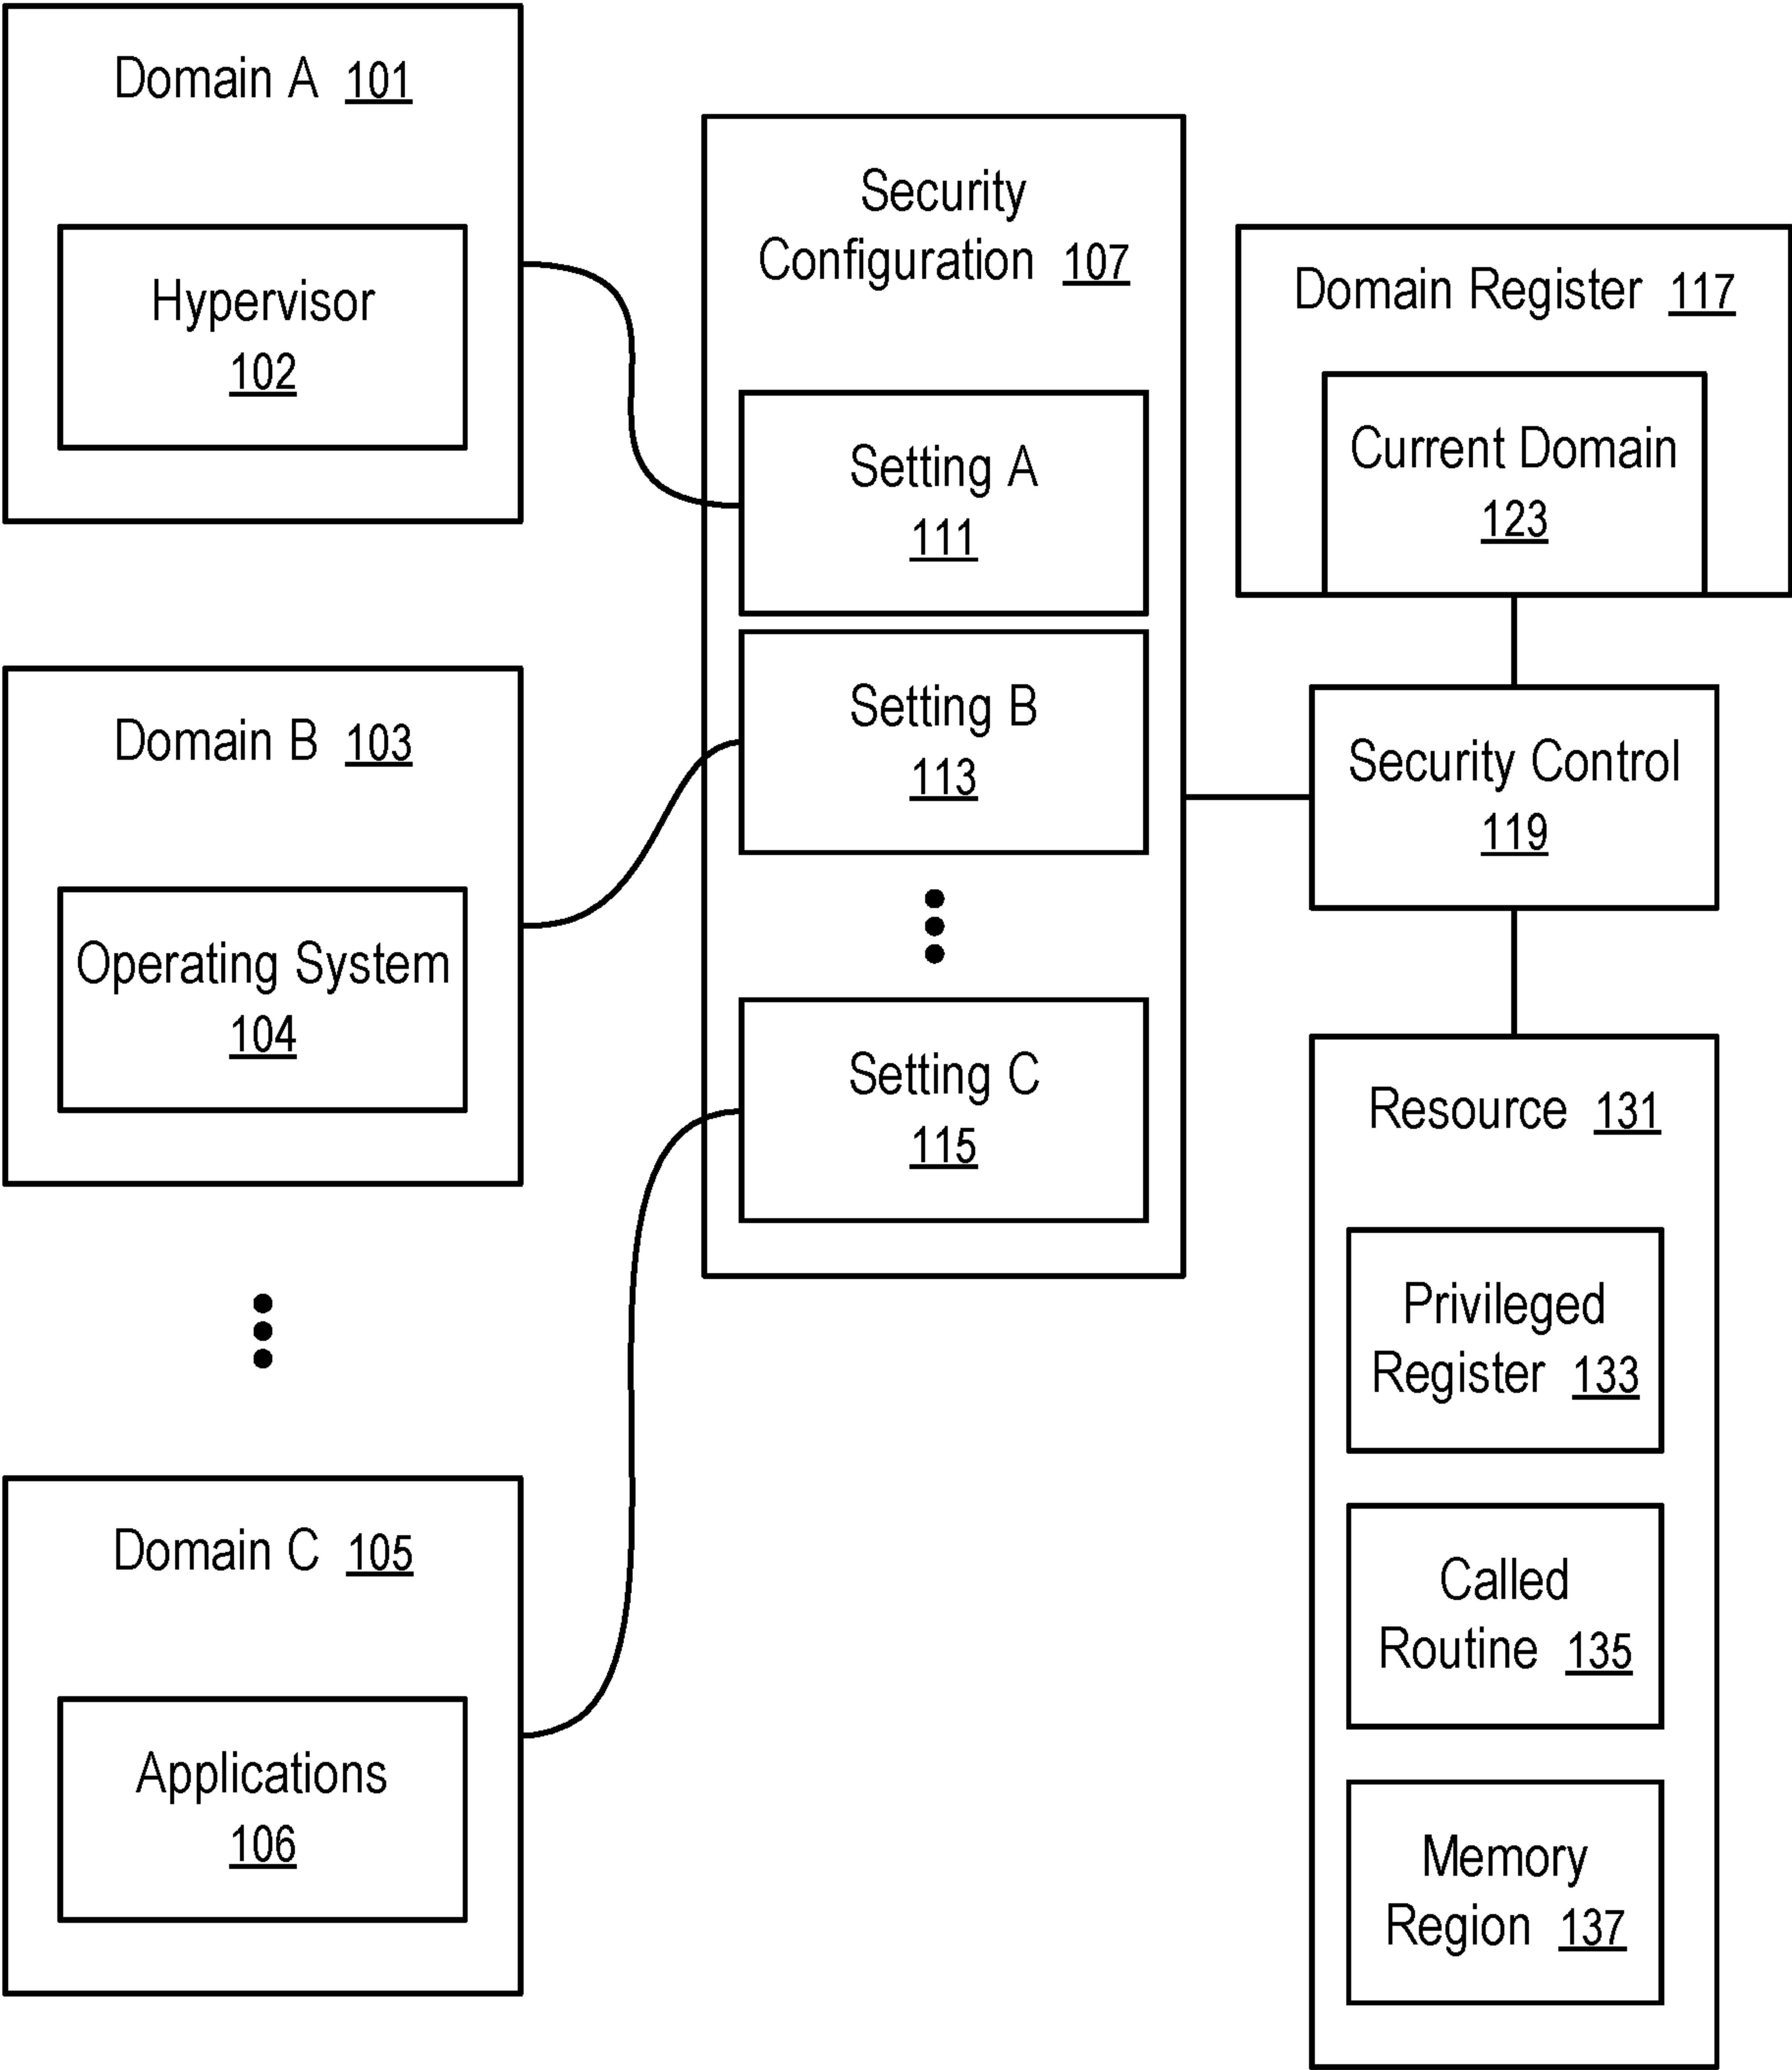 Domain A 101
Hypervisor
102
Domain B 103
Operating System
104
Domain C 105
Applications
106
Security
Configuration 107
Setting A
111
Setting B
113
Setting C
115
Domain Register 117
Current Domain
123
Security Control
119
Resource 131
Privileged
Register 133
Called
Routine 135
Memory
Region 137